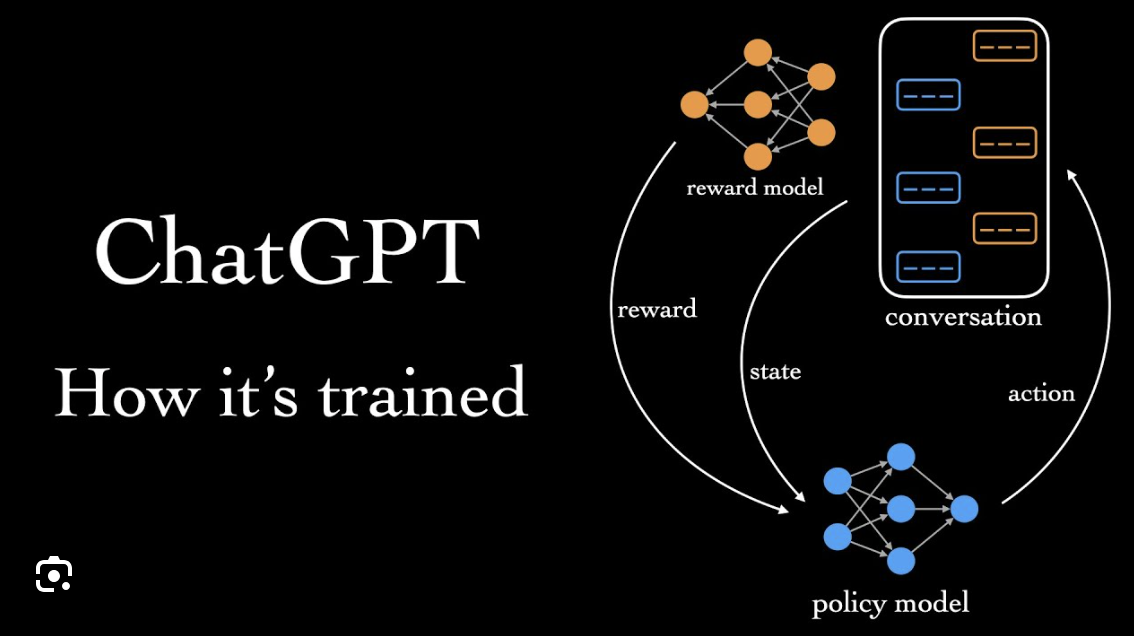 ChatGPT
How it's trained
reward model
reward
state
conversation
action
policy model